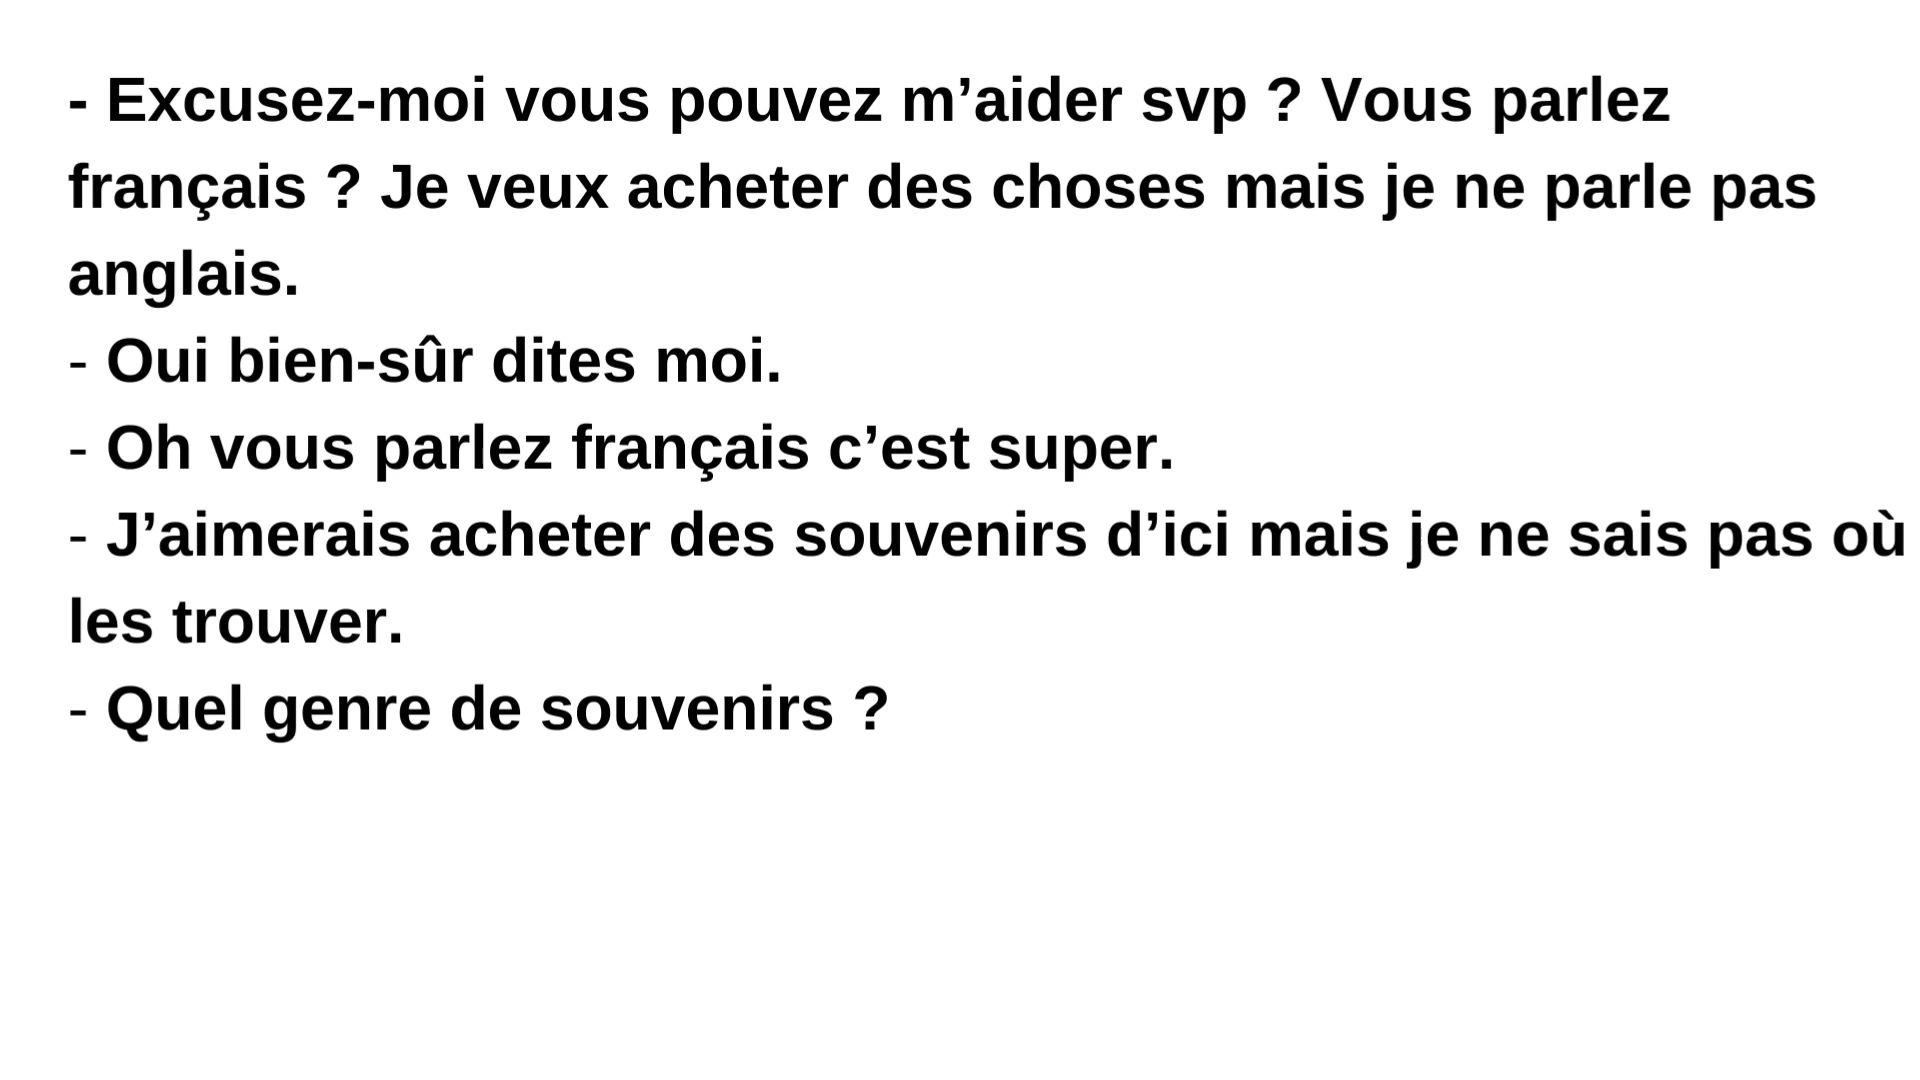 - Excusez-moi vous pouvez m’aider svp ? Vous parlez
français ? Je veux acheter des choses mais je ne parle pas
anglais.
- Oui bien-sûr dites moi.
- Oh vous parlez français c’est super.
- J’aimerais acheter des souvenirs d’ici mais je ne sais pas où
les trouver.
- Quel genre de souvenirs ?